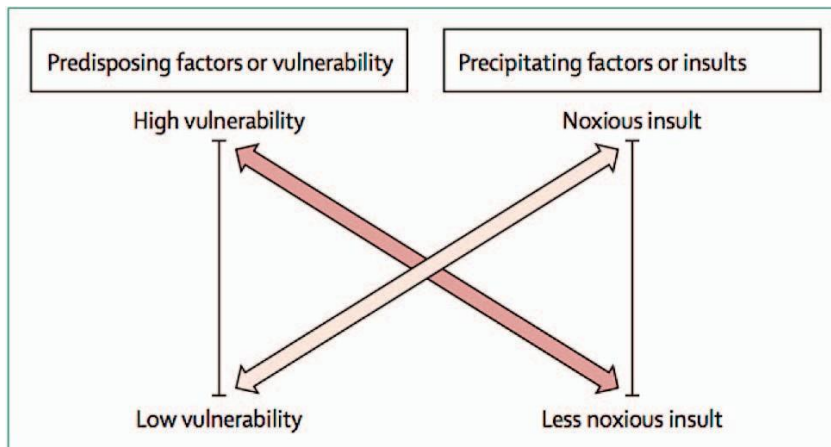 Predisposing factors or vulnerability
Precipitating factors or insults
High vulnerability
Noxious insult
Low vulnerability
Less noxious insult